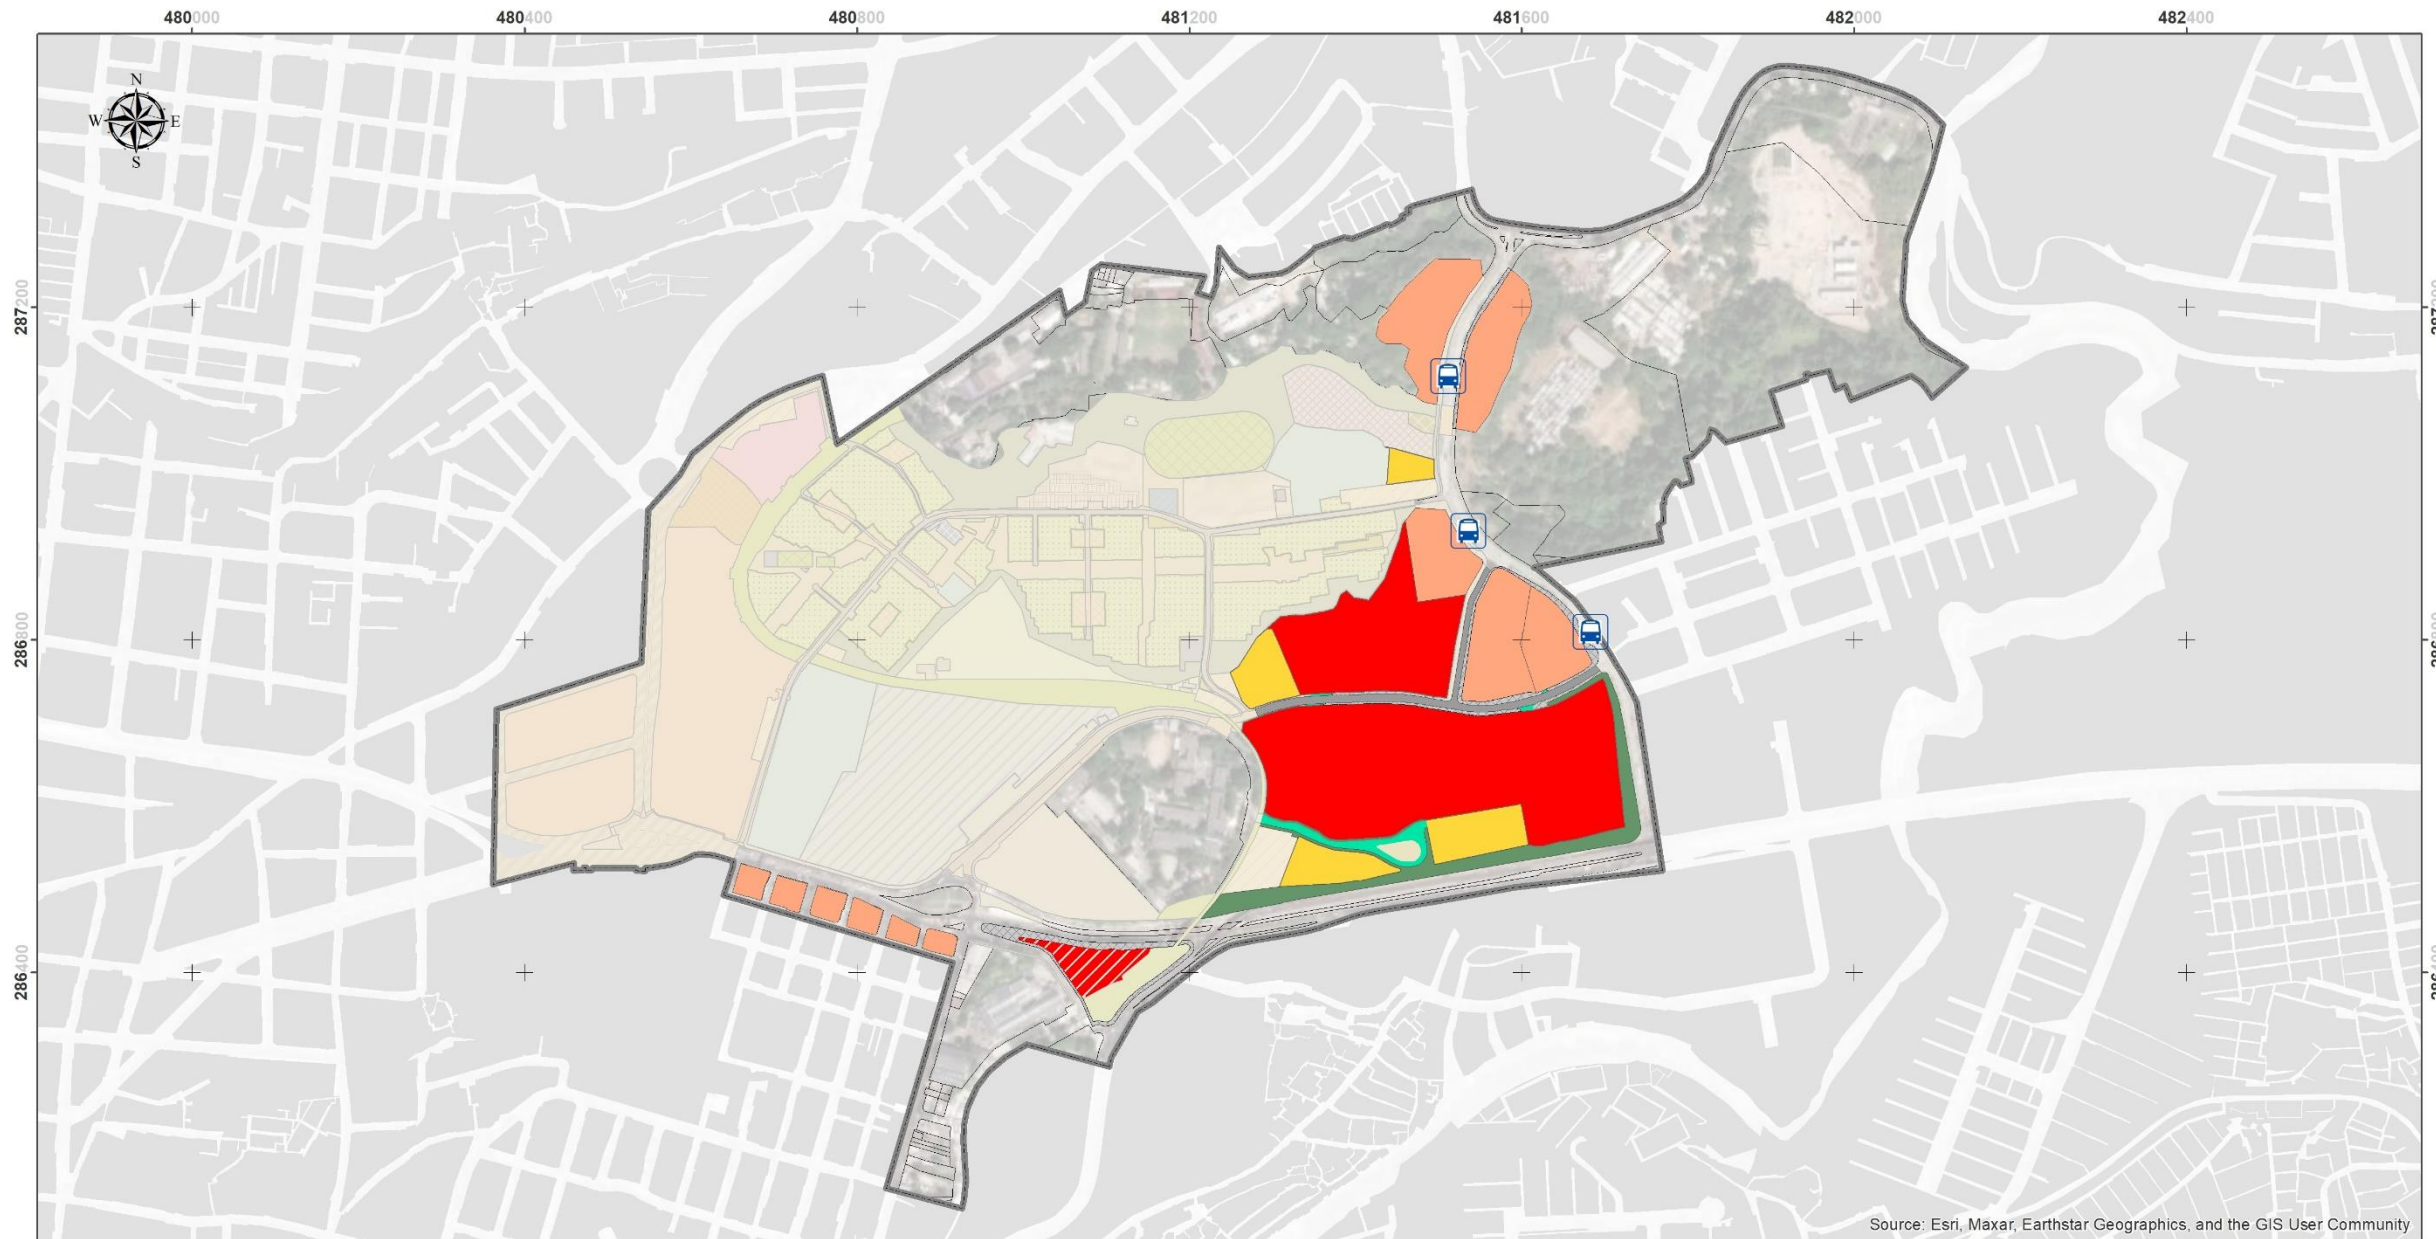 480000 480400 480800 481200 481600 482000 482400
N
W E
S
287200
286800
286400
Source: Esri, Maxar, Earthstar Geographics, and the GIS User Community